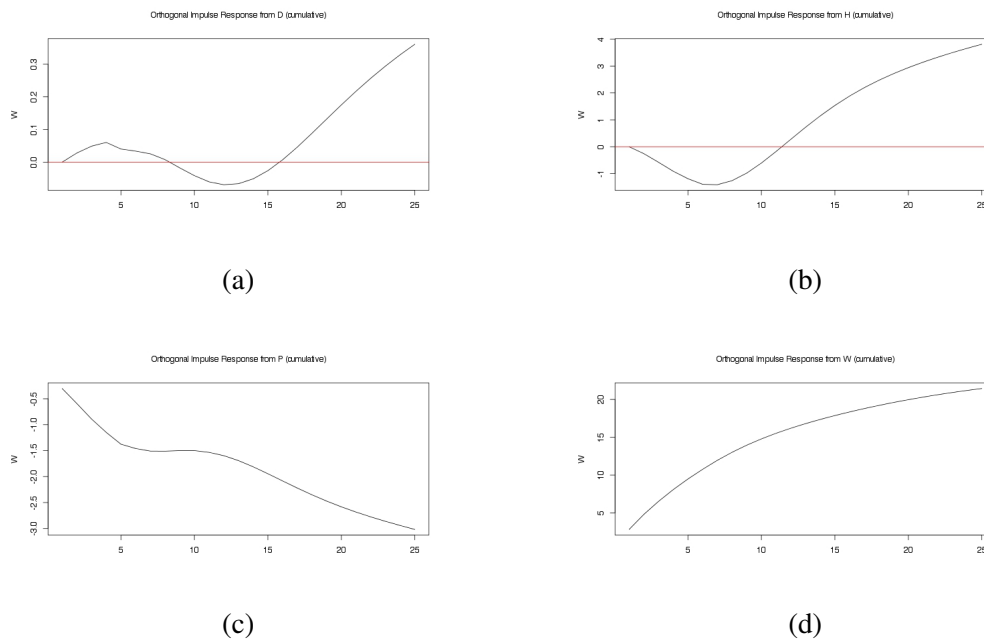 Orthogonal Impulse Response from D (cumulative)
W
0.0 0.1 0.2 0.3
5 10 15 20 25
(a)
Orthogonal Impulse Response from H (cumulative)
W
-1 0 1 2 3 4
5 10 15 20 25
(b)
Orthogonal Impulse Response from P (cumulative)
W
-3.0 -2.5 -2.0 -1.5 -1.0 -0.5
5 10 15 20 25
(c)
Orthogonal Impulse Response from W (cumulative)
W
5 10 15 20
5 10 15 20 25
(d)